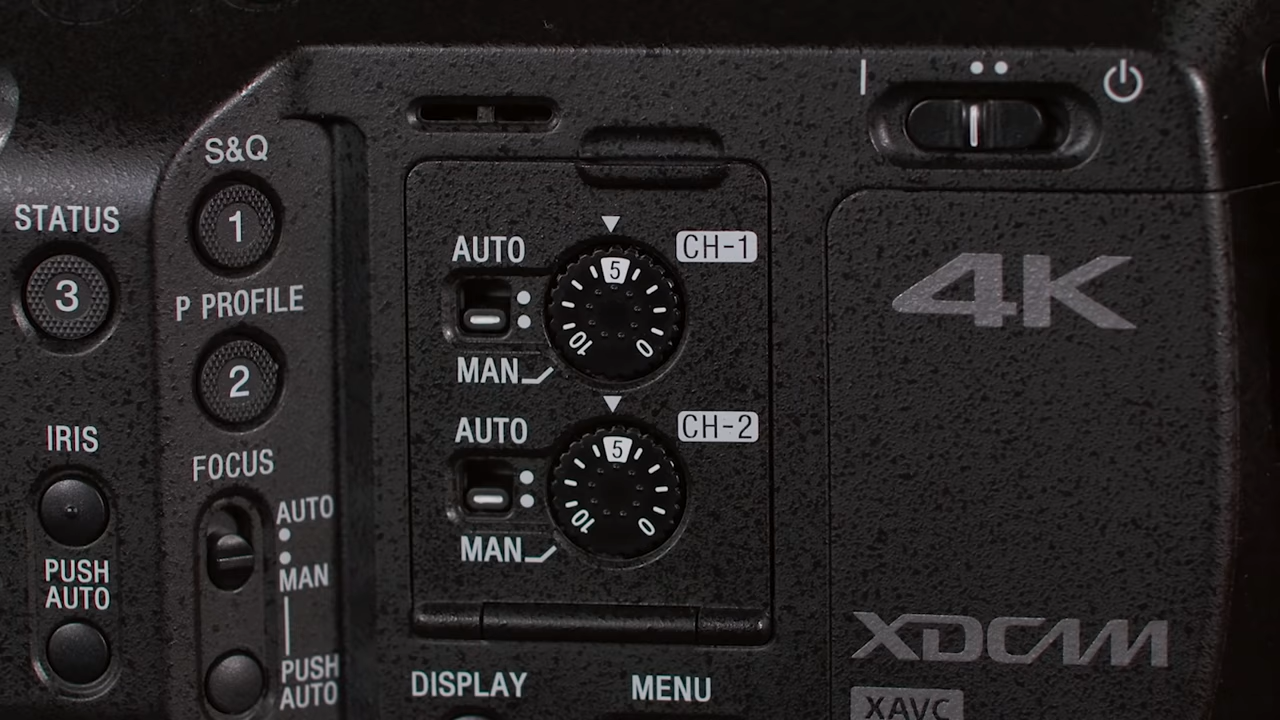 S&Q
1
STATUS
3
P PROFILE
2
IRIS
PUSH
AUTO
FOCUS
AUTO
MAN
PUSH
AUTO
AUTO
MAN
CH-1
5
10
0
AUTO
MAN
CH-2
5
10
0
DISPLAY
MENU
4K
XDCAM
XAVC